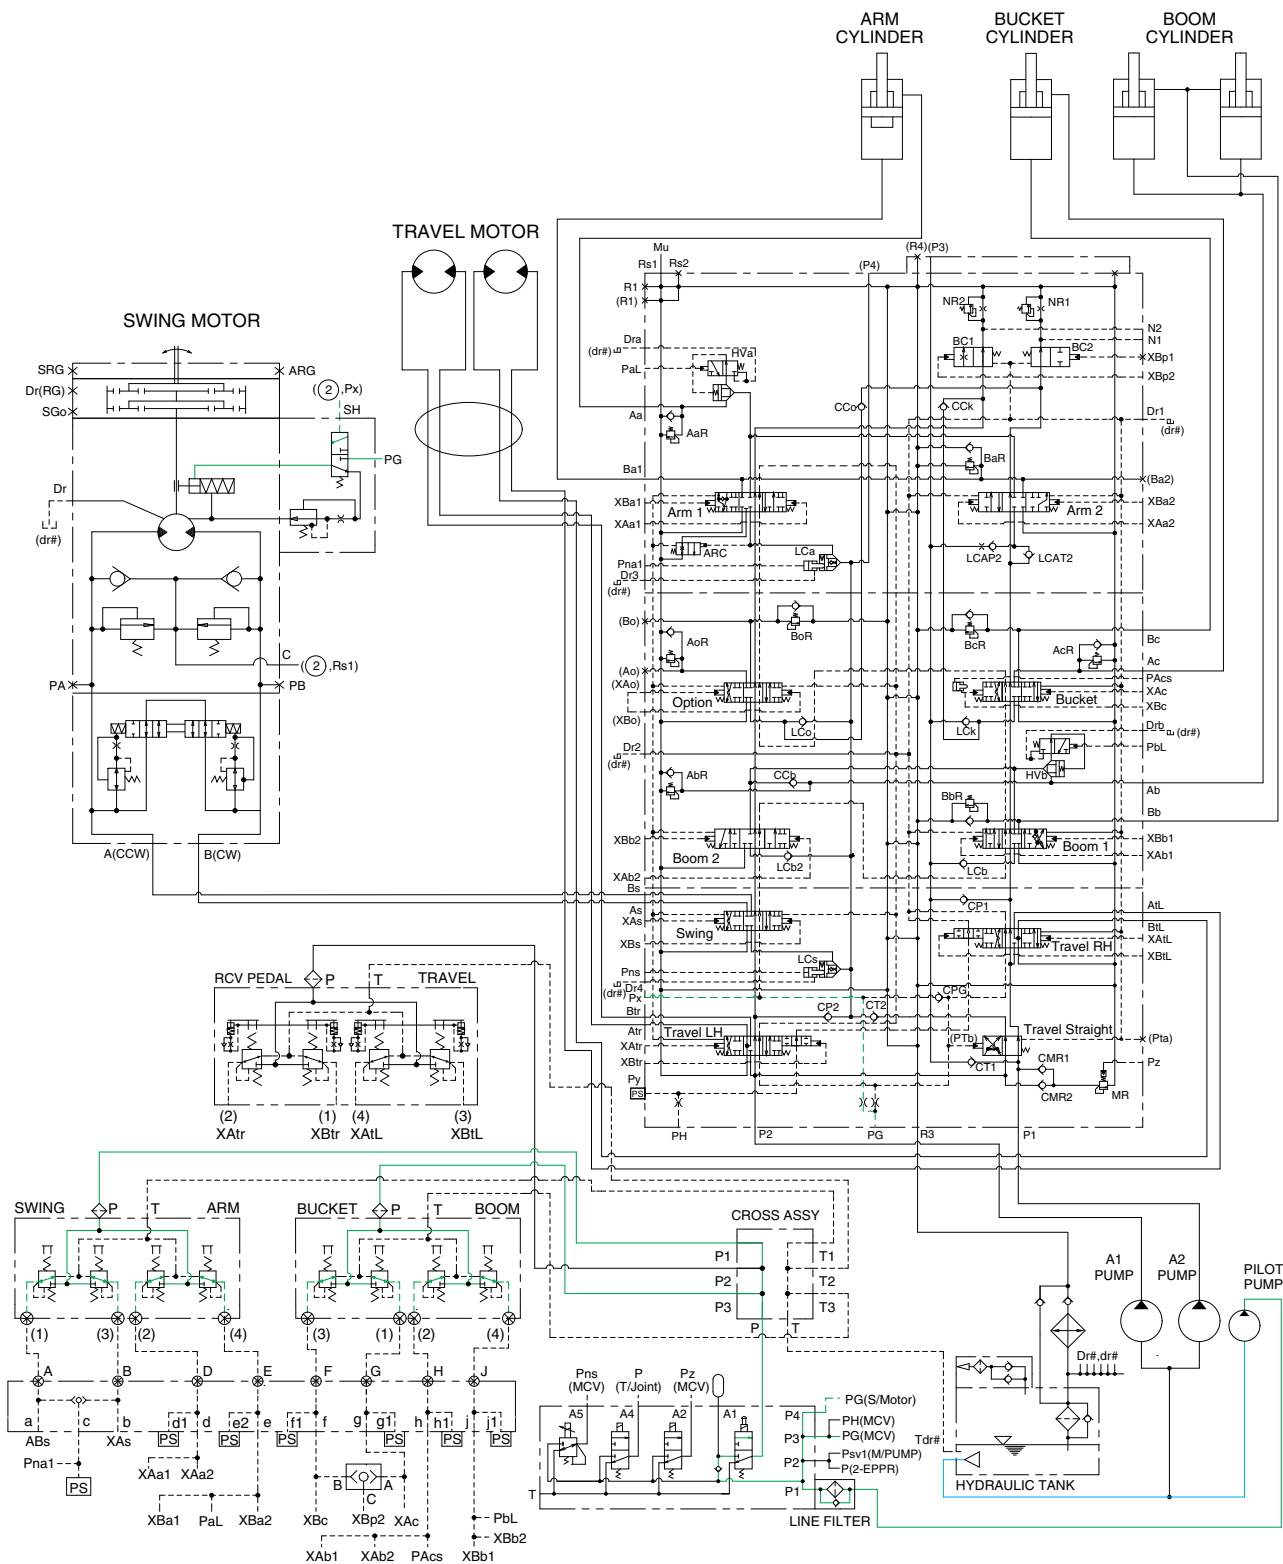 ARM
CYLINDER
BUCKET
CYLINDER
BOOM
CYLINDER
SWING MOTOR
TRAVEL MOTOR
SRG
ARG
Dr(RG)
SGo
(2,Px)
SH
PG
Dr
(dr#)
C
(2,Rs1)
PA
PB
A(CCW)
B(CW)
Mu
Rs1
Rs2
(P4)
(R4)
(P3)
R1
(R1)
NR2
NR1
N2
N1
Dra
(dr#)
HVa
BC1
BC2
XBp1
PaL
XBp2
Aa
AaR
CCo
CCk
Dr1
(dr#)
BaR
Ba1
(Ba2)
XBa1
Arm 1
Arm 2
XBa2
XAa1
XAa2
ARC
LCa
LCAP2
LCAT2
Pna1
Dr3
(dr#)
(Bo)
BoR
BcR
Bc
AoR
AcR
Ac
(Ao)
PAcs
(XAo)
Option
Bucket
XAc
XBc
(XBo)
LCo
LCk
Drb
(dr#)
Dr2
(dr#)
PbL
HVb
AbR
CCb
Ab
BbR
Bb
XBb2
Boom 2
Boom 1
XBb1
XAb1
LCb2
LCb
XAb2
Bs
As
CP1
AtL
XAs
Swing
BtL
XAtL
Travel RH
XBs
XBtL
LCs
Pns
(dr#)
Dr4
Px
CPG
Btr
CP2
CT2
Atr
Travel LH
Travel Straight
(PTb)
(Pta)
XAtr
XBtr
CT1
CMR1
Pz
Py
PS
CMR2
MR
PH
P2
PG
R3
P1
RCV PEDAL
P
T
TRAVEL
(2)
(1)
(4)
(3)
XAtr
XBtr
XAtL
XBtL
SWING
P
T
ARM
BUCKET
P
T
BOOM
(1)
(3)
(2)
(4)
(3)
(1)
(2)
(4)
A
B
D
E
F
G
H
J
a
c
b
d1
d
e2
e
f1
f
g
g1
h
h1
j
j1
ABs
XAs
PS
PS
PS
PS
PS
PS
Pna1
PS
XAa1
XAa2
XBa1
PaL
XBa2
B
A
C
XBc
XBp2
XAc
PbL
XBb2
XAb1
XAb2
PAcs
XBb1
CROSS ASSY
P1
T1
P2
T2
P3
T3
P
T
Pns
(MCV)
P
(T/Joint)
Pz
(MCV)
A5
A4
A2
A1
P4
P3
P2
P1
T
PG(S/Motor)
PH(MCV)
PG(MCV)
Psv1(M/PUMP)
P(2-EPPR)
LINE FILTER
A1
PUMP
A2
PUMP
PILOT
PUMP
Dr#,dr#
Tdr#
HYDRAULIC TANK